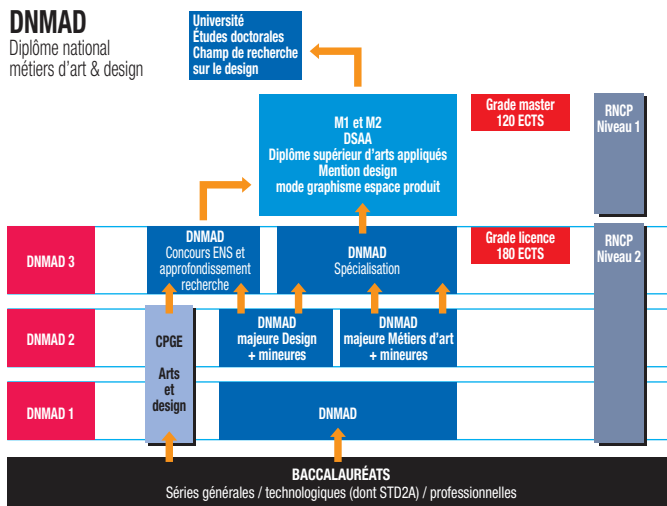 DNMAD
Diplôme national
métiers d'art & design
Université
Études doctorales
Champ de recherche
sur le design
M1 et M2
DSAA
Diplôme supérieur d'arts appliqués
Mention design
mode graphisme espace produit
Grade master
120 ECTS
RNCP
Niveau 1
DNMAD 3
DNMAD
Concours ENS et
approfondissement
recherche
DNMAD
Spécialisation
Grade licence
180 ECTS
RNCP
Niveau 2
DNMAD 2
CPGE
Arts
et
design
DNMAD
majeure Design
+ mineures
DNMAD
majeure Métiers d'art
+ mineures
DNMAD 1
DNMAD
BACCALAURÉATS
Séries générales / technologiques (dont STD2A) / professionnelles